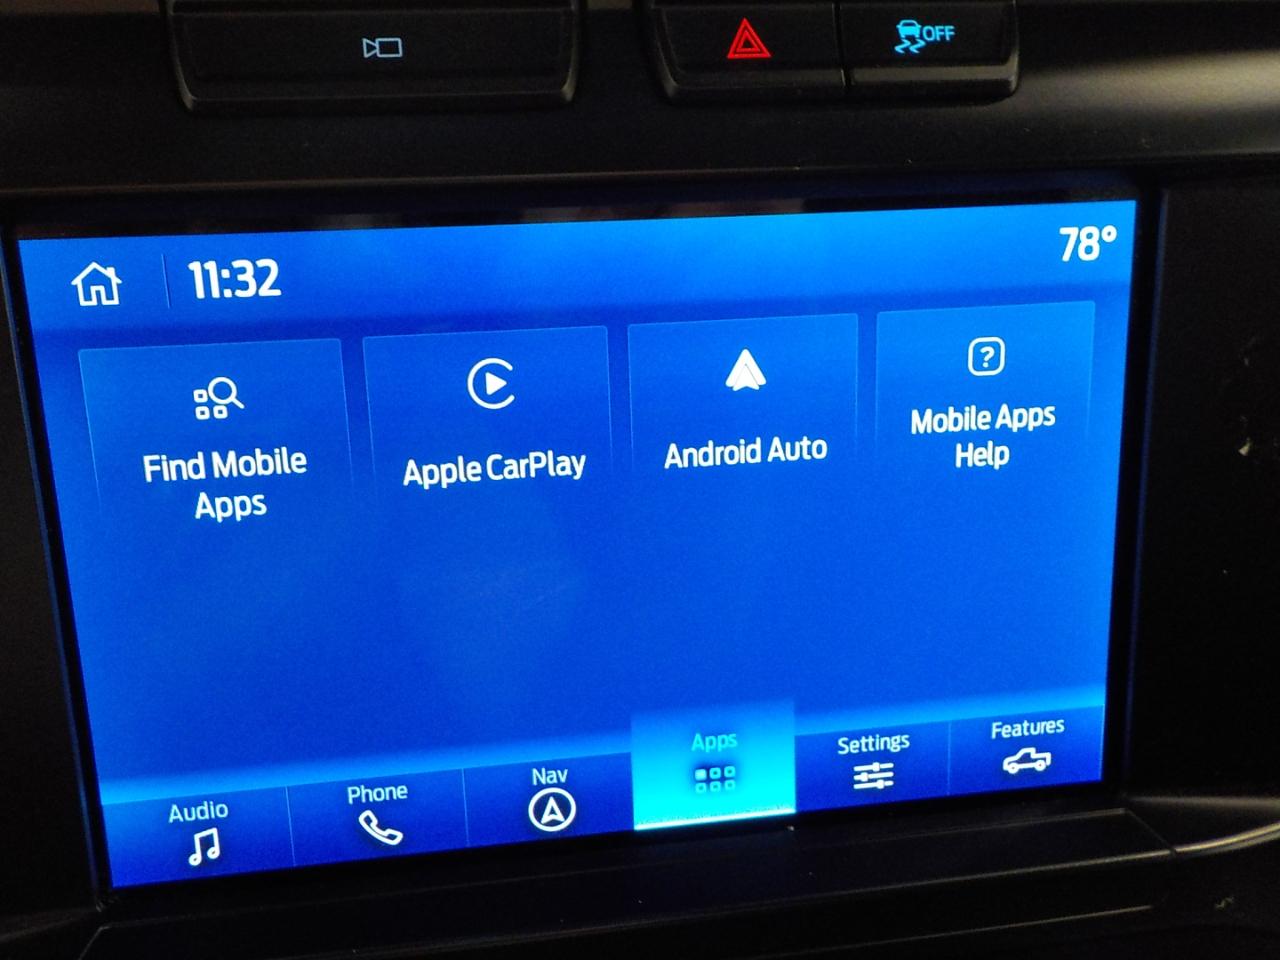 OFF
11:32
78°
Find Mobile
Apps
Apple CarPlay
Android Auto
?
Mobile Apps
Help
Audio
Phone
Nav
Apps
Settings
Features